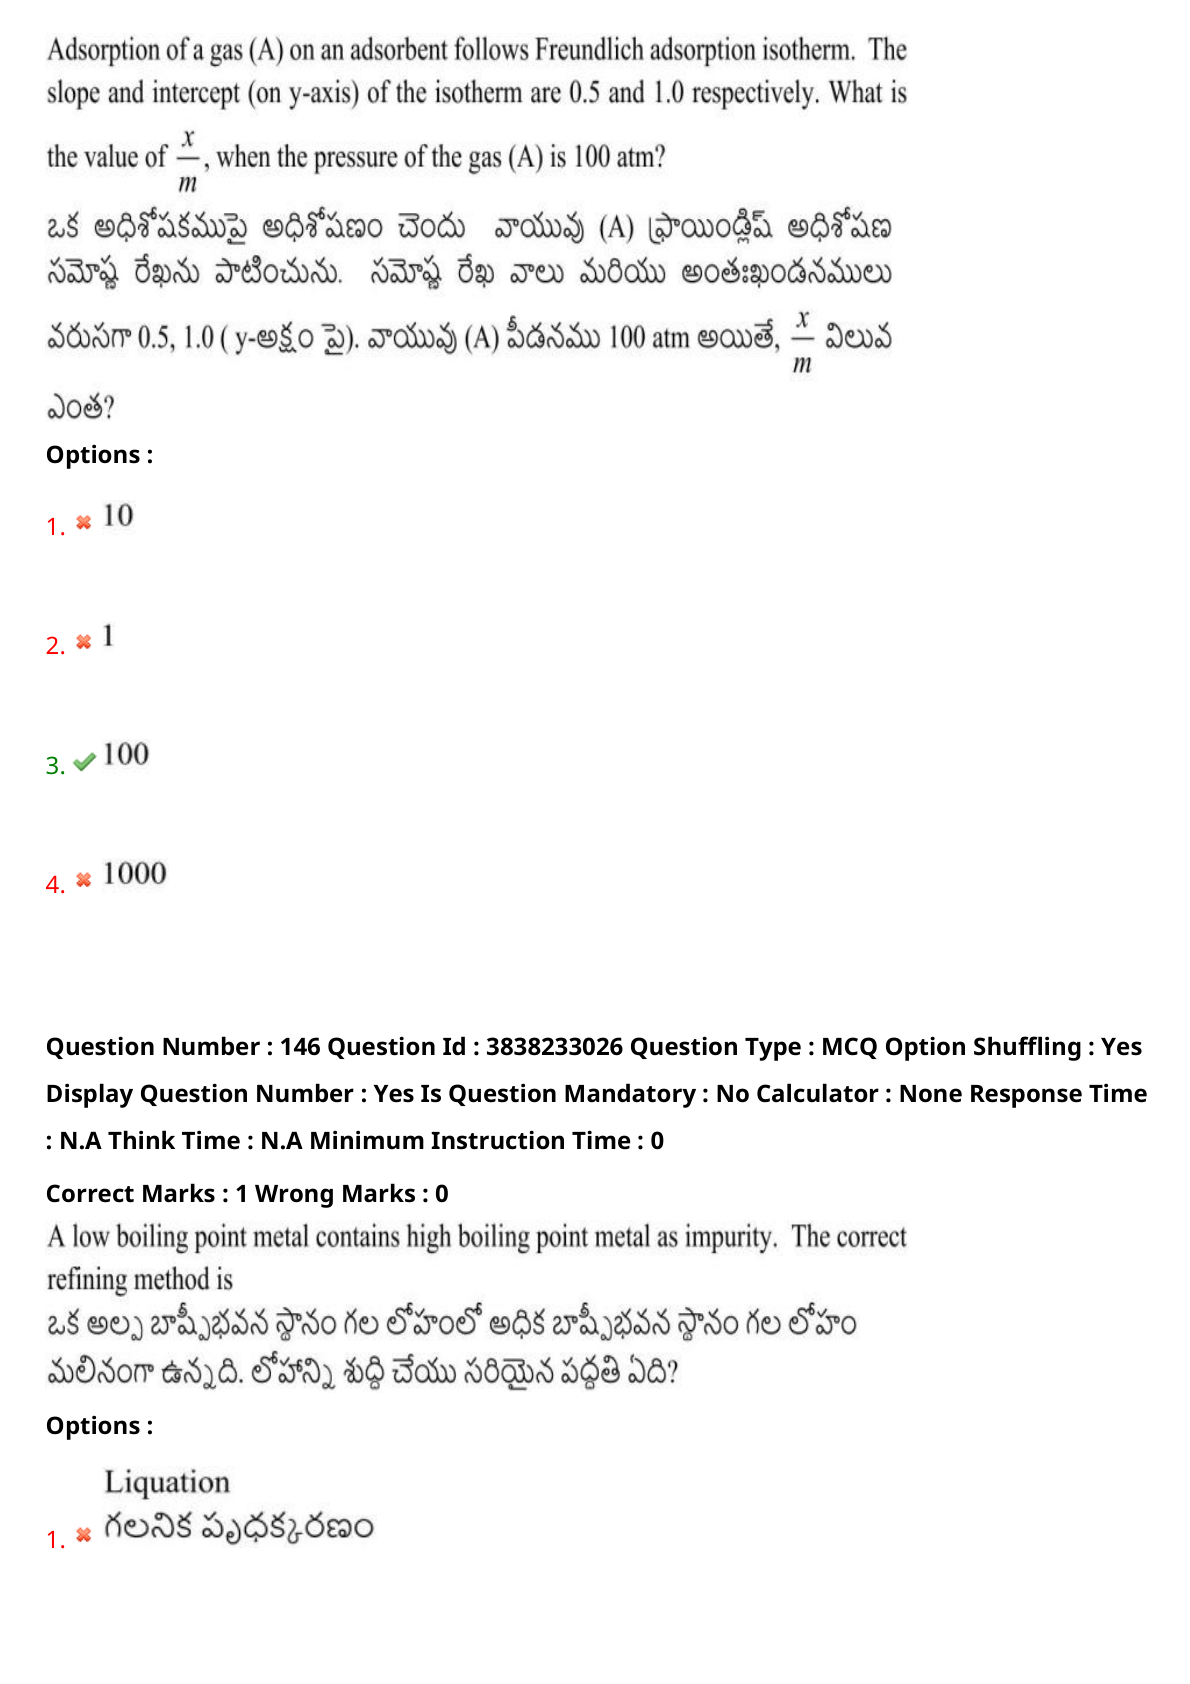 Adsorption of a gas (A) on an adsorbent follows Freundlich adsorption isotherm. The
slope and intercept (on y-axis) of the isotherm are 0.5 and 1.0 respectively. What is
the value of x/m, when the pressure of the gas (A) is 100 atm?
ఒక అధిశోషకముపై అధిశోషణం చెందు వాయువు (A) ఫ్రాయిండ్లిష్ అధిశోషణ
సమోష్ణ రేఖను పాటించును. సమోష్ణ రేఖ వాలు మరియు అంతఃఖండనములు
వరుసగా 0.5, 1.0 ( y-అక్షం పై). వాయువు (A) పీడనము 100 atm అయితే, x/m విలువ
ఎంత?
Options :
1. 10
2. 1
3. 100
4. 1000
Question Number : 146 Question Id : 3838233026 Question Type : MCQ Option Shuffling : Yes
Display Question Number : Yes Is Question Mandatory : No Calculator : None Response Time
: N.A Think Time : N.A Minimum Instruction Time : 0
Correct Marks : 1 Wrong Marks : 0
A low boiling point metal contains high boiling point metal as impurity. The correct
refining method is
ఒక అల్ప బాష్పీభవన స్థానం గల లోహంలో అధిక బాష్పీభవన స్థానం గల లోహం
మలినంగా ఉన్నది. లోహాన్ని శుద్ధి చేయు సరియైన పద్ధతి ఏది?
Options :
Liquation
1. గలనిక పృధక్కరణం